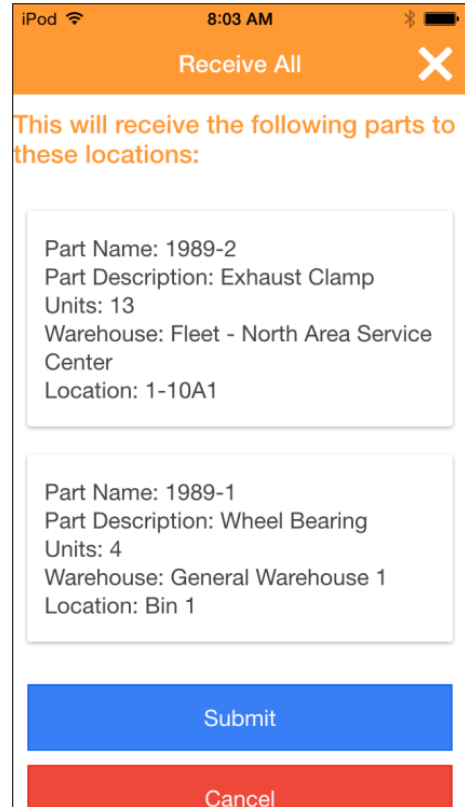 iPod 8:03 AM
Receive All
This will receive the following parts to
these locations:
Part Name: 1989-2
Part Description: Exhaust Clamp
Units: 13
Warehouse: Fleet - North Area Service
Center
Location: 1-10A1
Part Name: 1989-1
Part Description: Wheel Bearing
Units: 4
Warehouse: General Warehouse 1
Location: Bin 1
Submit
Cancel